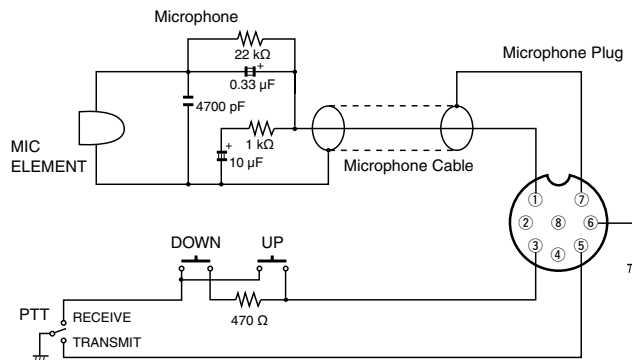 Microphone
22 kΩ
+
0.33 µF
Microphone Plug
4700 pF
MIC
ELEMENT
+
1 kΩ
10 µF
Microphone Cable
1
7
2
8
6
3
5
4
DOWN
UP
470 Ω
PTT
RECEIVE
TRANSMIT